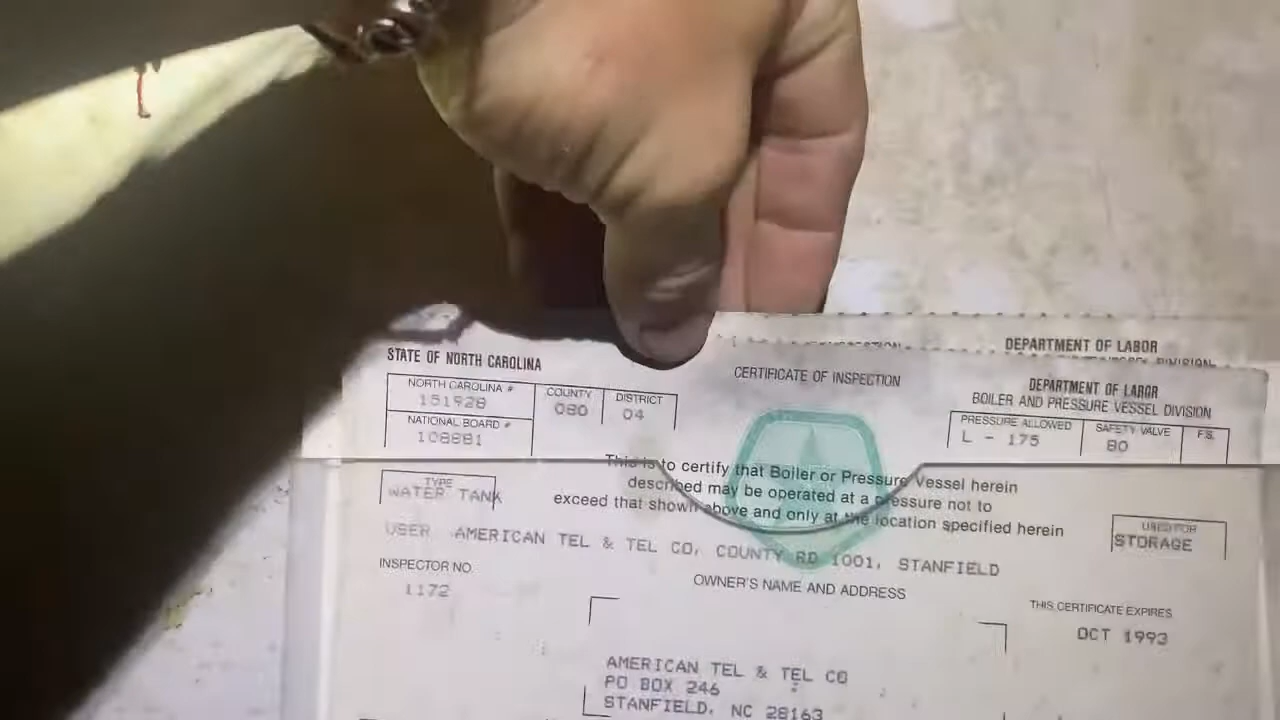 DEPARTMENT OF LABOR
STATE OF NORTH CAROLINA
CERTIFICATE OF INSPECTION
DEPARTMENT OF LABOR
BOILER AND PRESSURE VESSEL DIVISION
NORTH CAROLINA #
151928
COUNTY
080
DISTRICT
04
PRESSURE ALLOWED
L - 175
SAFETY VALVE
80
F.S.
NATIONAL BOARD #
108881
This is to certify that Boiler or Pressure Vessel herein
described may be operated at a pressure not to
exceed that shown above and only at the location specified herein
TYPE
WATER TANK
USED FOR
STORAGE
USER AMERICAN TEL & TEL CO, COUNTY RD 1001, STANFIELD
INSPECTOR NO.
1172
OWNER'S NAME AND ADDRESS
THIS CERTIFICATE EXPIRES
OCT 1993
AMERICAN TEL & TEL CO
PO BOX 246
STANFIELD, NC 28163